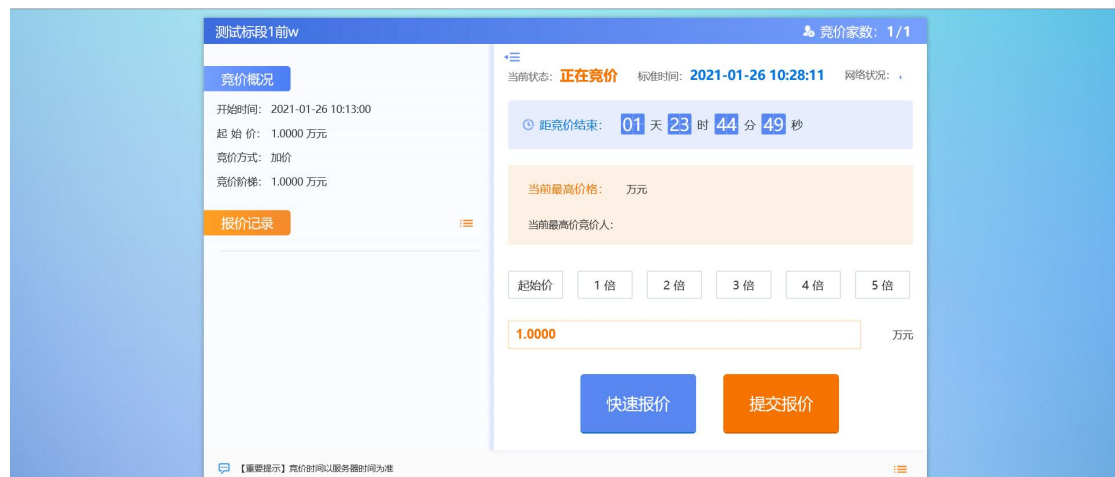 测试标段1前w
竞价家数：1/1
竞价概况
开始时间： 2021-01-26 10:13:00
起 始 价： 1.0000 万元
竞价方式： 加价
竞价阶梯： 1.0000 万元
报价记录
当前状态：正在竞价 标准时间：2021-01-26 10:28:11 网络状况：
距竞价结束： 01 天 23 时 44 分 49 秒
当前最高价格： 万元
当前最高价竞价人：
起始价 1 倍 2 倍 3 倍 4 倍 5 倍
1.0000 万元
快速报价 提交报价
【重要提示】竞价时间以服务器时间为准